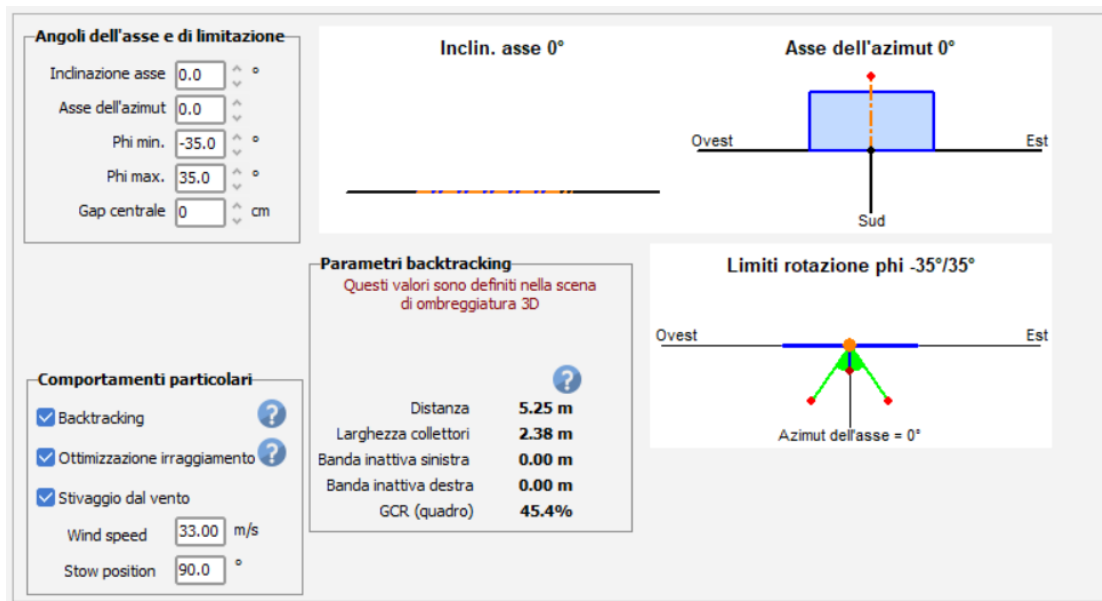 Angoli dell'asse e di limitazione
Inclinazione asse 0.0 °
Asse dell'azimut 0.0
Phi min. -35.0 °
Phi max. 35.0 °
Gap centrale 0 cm
Inclin. asse 0°
Asse dell'azimut 0°
Ovest Est
Sud
Parametri backtracking
Questi valori sono definiti nella scena
di ombreggiatura 3D
?
Distanza 5.25 m
Larghezza collettori 2.38 m
Banda inattiva sinistra 0.00 m
Banda inattiva destra 0.00 m
GCR (quadro) 45.4%
Limiti rotazione phi -35°/35°
Ovest Est
Azimut dell'asse = 0°
Comportamenti particolari
Backtracking ?
Ottimizzazione irraggiamento ?
Stivaggio dal vento
Wind speed 33.00 m/s
Stow position 90.0 °